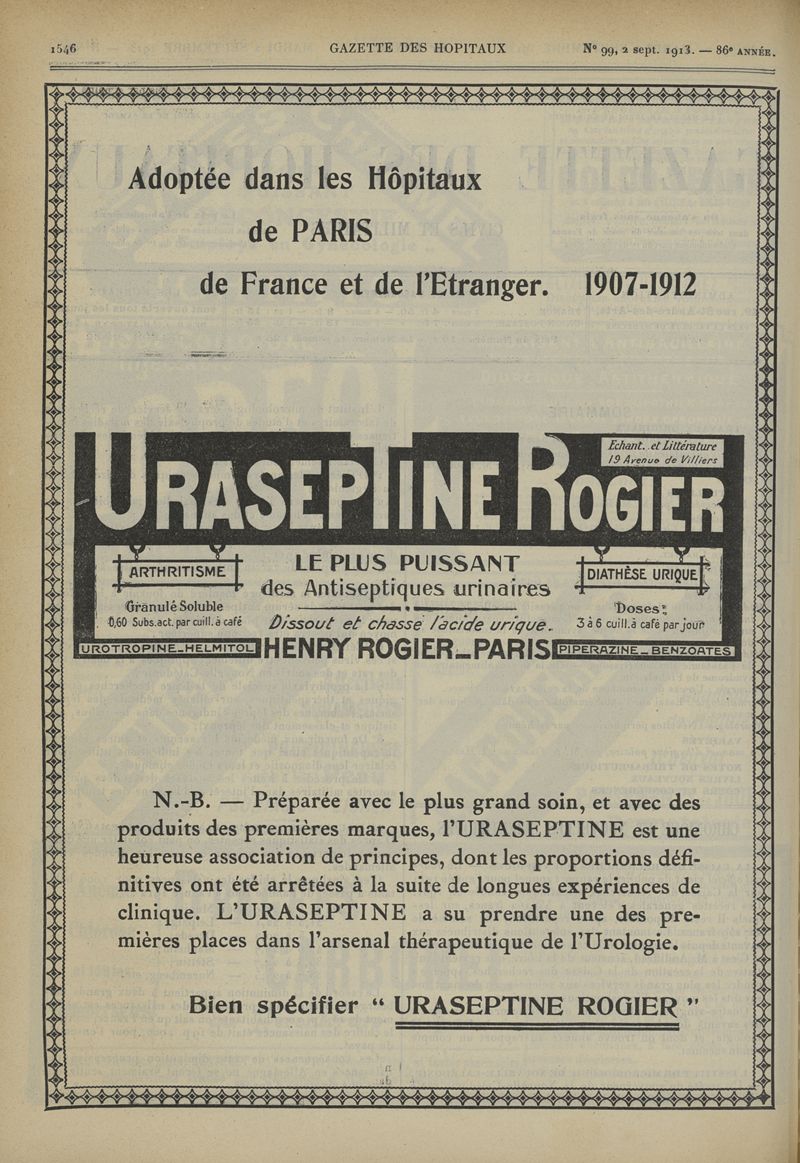 1546 GAZETTE DES HOPITAUX Nº 99, 2 sept. 1913. — 86e ANNÉE.
Adoptée dans les Hôpitaux
de PARIS
de France et de l'Etranger. 1907-1912
Echant. et Littérature
19 Avenue de Villiers
URASEPTINE ROGIER
ARTHRITISME
Granulé Soluble
0,60 Subs.act. par cuill. à café
LE PLUS PUISSANT
des Antiseptiques urinaires
Dissout et chasse l'acide urique.
DIATHÈSE URIQUE
Doses:
3 à 6 cuill. à café par jour
UROTROPINE_HELMITOL HENRY ROGIER_PARIS PIPERAZINE_BENZOATES
N.-B. — Préparée avec le plus grand soin, et avec des
produits des premières marques, l'URASEPTINE est une
heureuse association de principes, dont les proportions défi-
nitives ont été arrêtées à la suite de longues expériences de
clinique. L'URASEPTINE a su prendre une des pre-
mières places dans l'arsenal thérapeutique de l'Urologie.
Bien spécifier “ URASEPTINE ROGIER ”